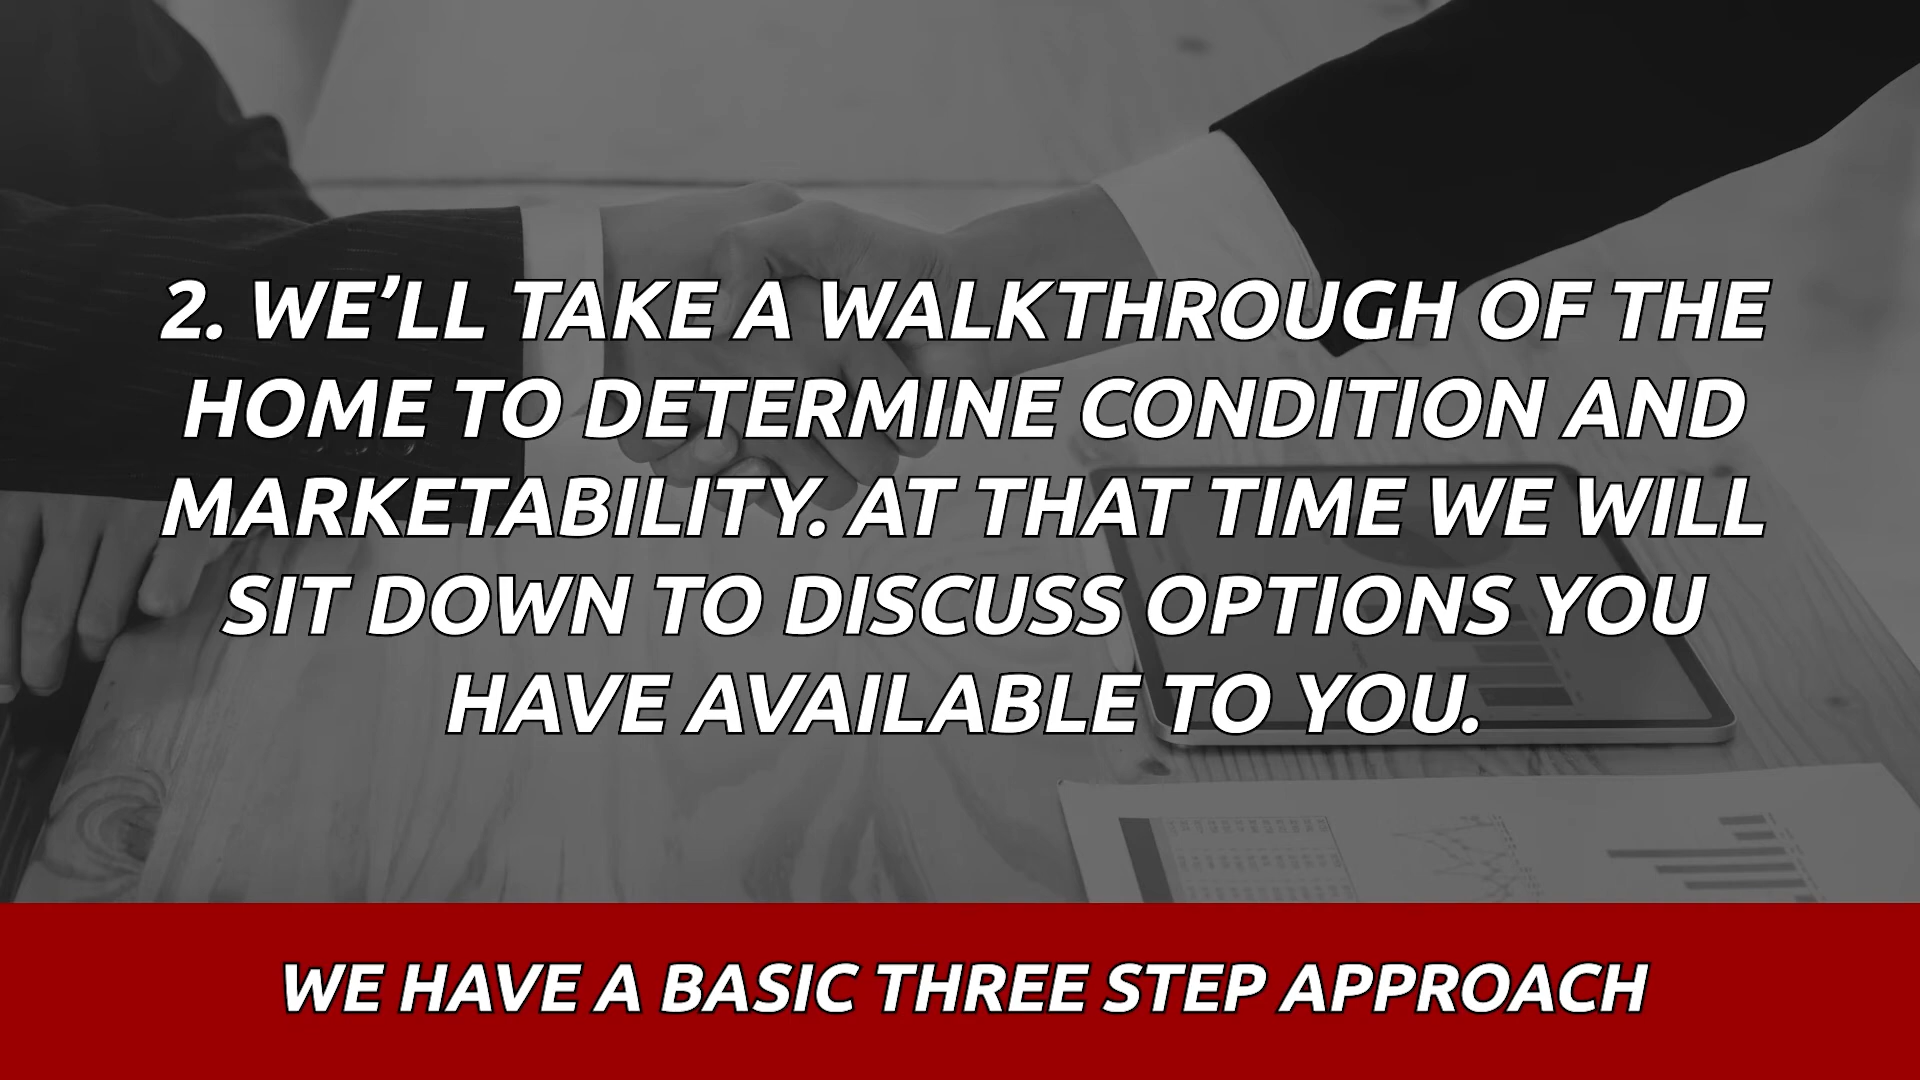 2. WE’LL TAKE A WALKTHROUGH OF THE
HOME TO DETERMINE CONDITION AND
MARKETABILITY. AT THAT TIME WE WILL
SIT DOWN TO DISCUSS OPTIONS YOU
HAVE AVAILABLE TO YOU.
WE HAVE A BASIC THREE STEP APPROACH